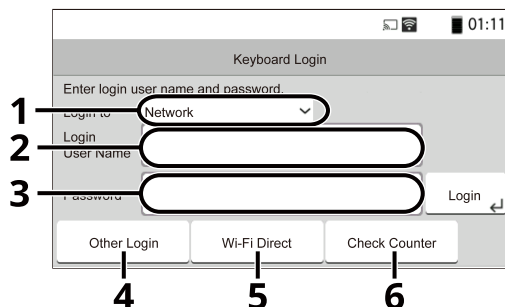 01:11
Keyboard Login
Enter login user name and password.
1 Login to Network
2 Login User Name
3 Password Login
Other Login Wi-Fi Direct Check Counter
4 5 6